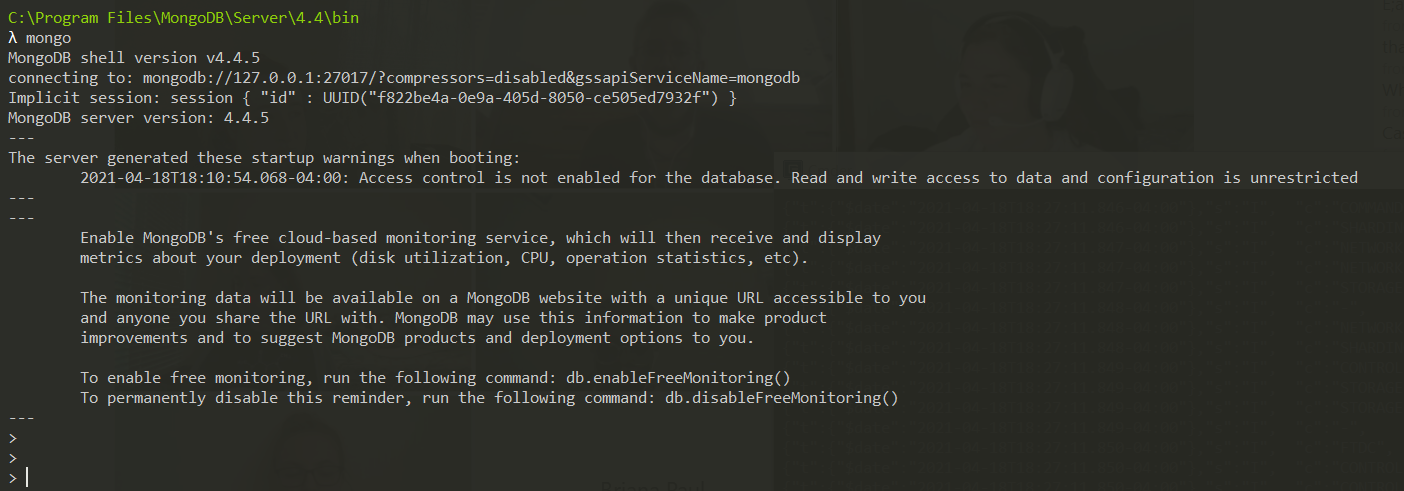 C:\Program Files\MongoDB\Server\4.4\bin
λ mongo
MongoDB shell version v4.4.5
connecting to: mongodb://127.0.0.1:27017/?compressors=disabled&gssapiServiceName=mongodb
Implicit session: session { "id" : UUID("f822be4a-0e9a-405d-8050-ce505ed7932f") }
MongoDB server version: 4.4.5
---
The server generated these startup warnings when booting:
2021-04-18T18:10:54.068-04:00: Access control is not enabled for the database. Read and write access to data and configuration is unrestricted
---
---
Enable MongoDB's free cloud-based monitoring service, which will then receive and display
metrics about your deployment (disk utilization, CPU, operation statistics, etc).
The monitoring data will be available on a MongoDB website with a unique URL accessible to you
and anyone you share the URL with. MongoDB may use this information to make product
improvements and to suggest MongoDB products and deployment options to you.
To enable free monitoring, run the following command: db.enableFreeMonitoring()
To permanently disable this reminder, run the following command: db.disableFreeMonitoring()
---
>
>
>